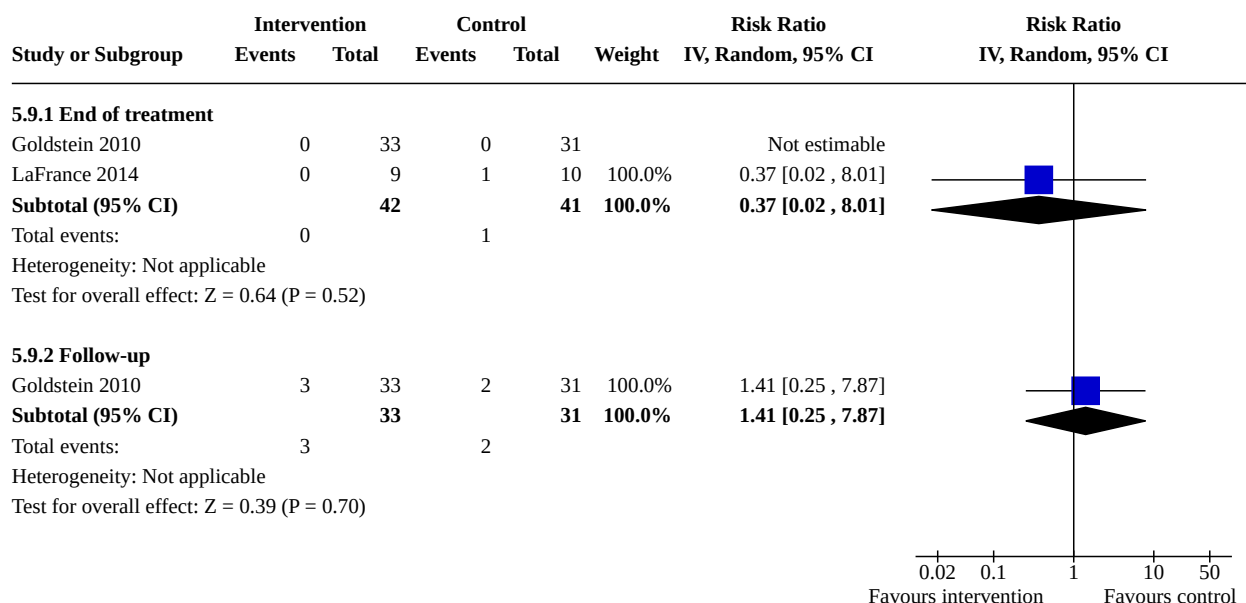 Intervention Control Risk Ratio Risk Ratio
Study or Subgroup Events Total Events Total Weight IV, Random, 95% CI IV, Random, 95% CI
5.9.1 End of treatment
Goldstein 2010 0 33 0 31 Not estimable
LaFrance 2014 0 9 1 10 100.0% 0.37 [0.02 , 8.01]
Subtotal (95% CI) 42 41 100.0% 0.37 [0.02 , 8.01]
Total events: 0 1
Heterogeneity: Not applicable
Test for overall effect: Z = 0.64 (P = 0.52)
5.9.2 Follow-up
Goldstein 2010 3 33 2 31 100.0% 1.41 [0.25 , 7.87]
Subtotal (95% CI) 33 31 100.0% 1.41 [0.25 , 7.87]
Total events: 3 2
Heterogeneity: Not applicable
Test for overall effect: Z = 0.39 (P = 0.70)
0.02 0.1 1 10 50
Favours intervention Favours control